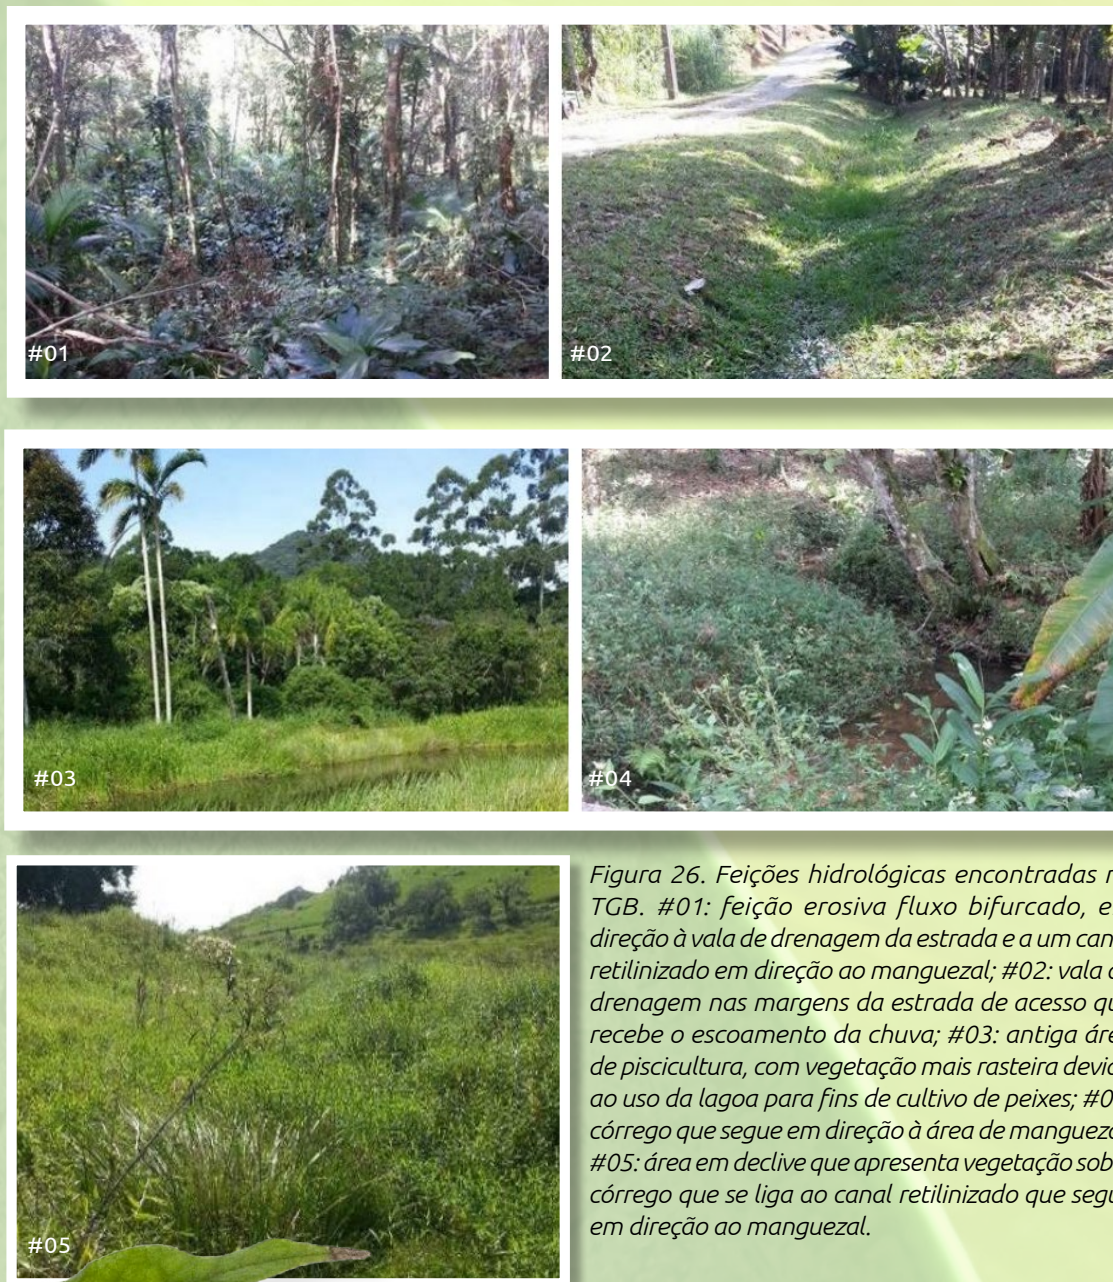 #01
#02
#03
#04
#05
Figura 26. Feições hidrológicas encontradas
TGB. #01: feição erosiva fluxo bifurcado,
direção à vala de drenagem da estrada e a um
retilinizado em direção ao manguezal; #02: vala
drenagem nas margens da estrada de acesso
recebe o escoamento da chuva; #03: antiga
de piscicultura, com vegetação mais rasteira
ao uso da lagoa para fins de cultivo de peixes;
córrego que segue em direção à área de
#05: área em declive que apresenta vegetação
córrego que se liga ao canal retilinizado que
em direção ao manguezal.